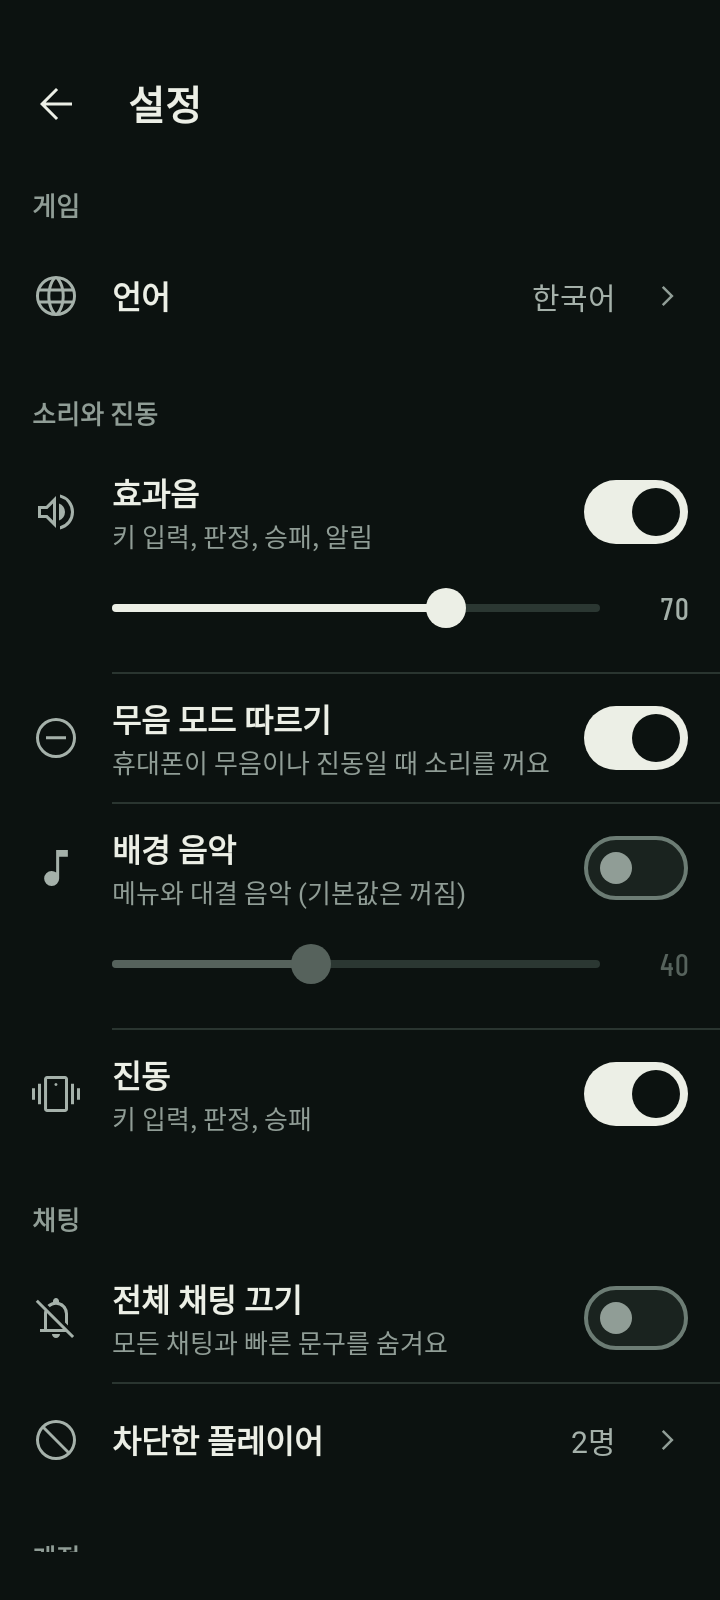 설정
게임
언어
한국어
소리와 진동
효과음
키 입력, 판정, 승패, 알림
70
무음 모드 따르기
휴대폰이 무음이나 진동일 때 소리를 꺼요
배경 음악
메뉴와 대결 음악 (기본값은 꺼짐)
40
진동
키 입력, 판정, 승패
채팅
전체 채팅 끄기
모든 채팅과 빠른 문구를 숨겨요
차단한 플레이어
2명